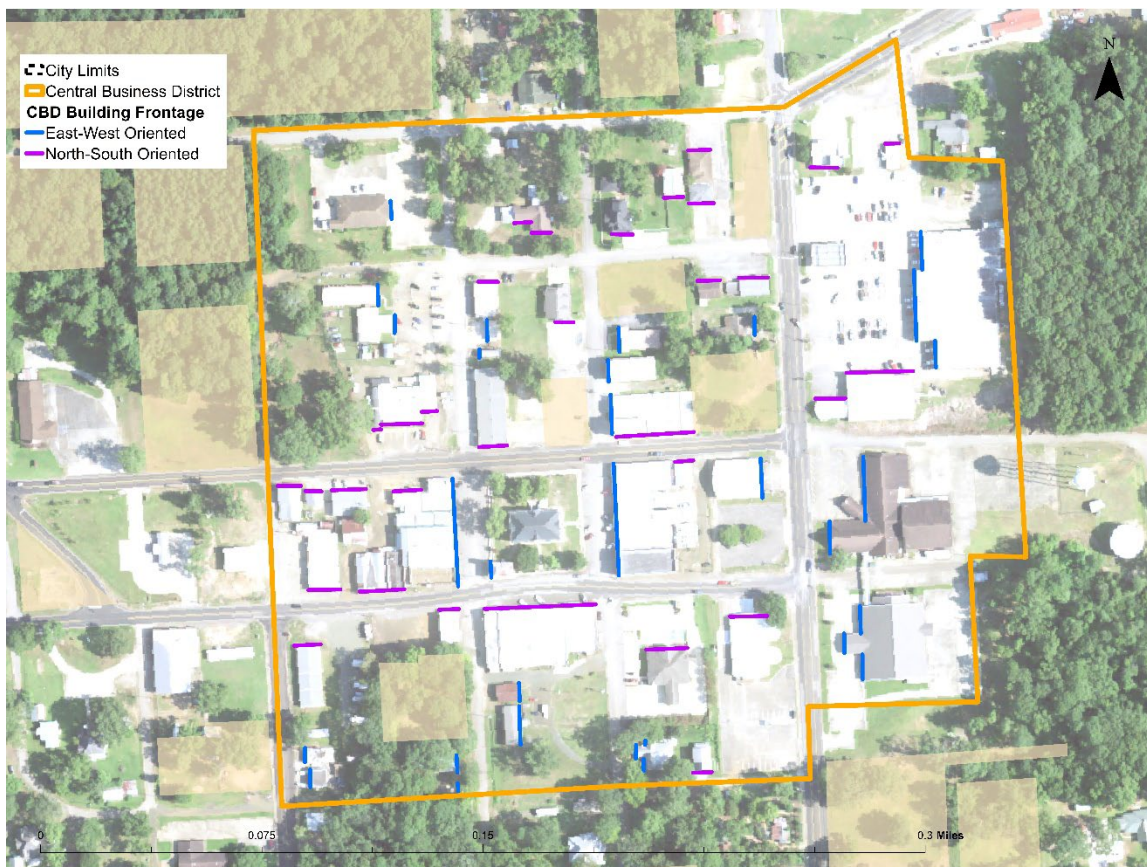 N
City Limits
Central Business District
CBD Building Frontage
East-West Oriented
North-South Oriented
0
0.075
0.15
0.3 Miles